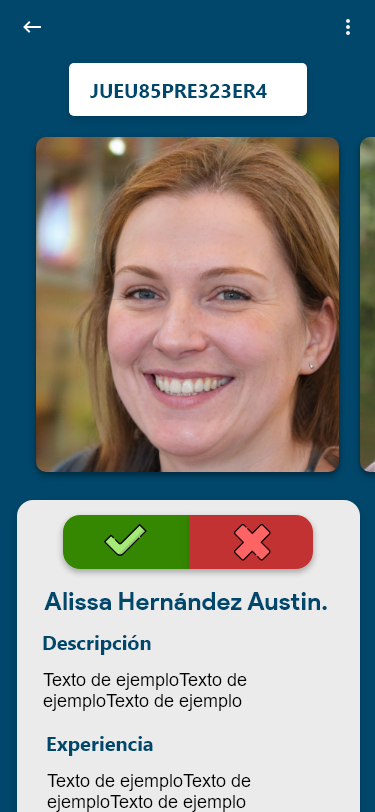 JUEU85PRE323ER4
Alissa Hernández Austin.
Descripción
Texto de ejemploTexto de
ejemploTexto de ejemplo
Experiencia
Texto de ejemploTexto de
ejemploTexto de ejemplo